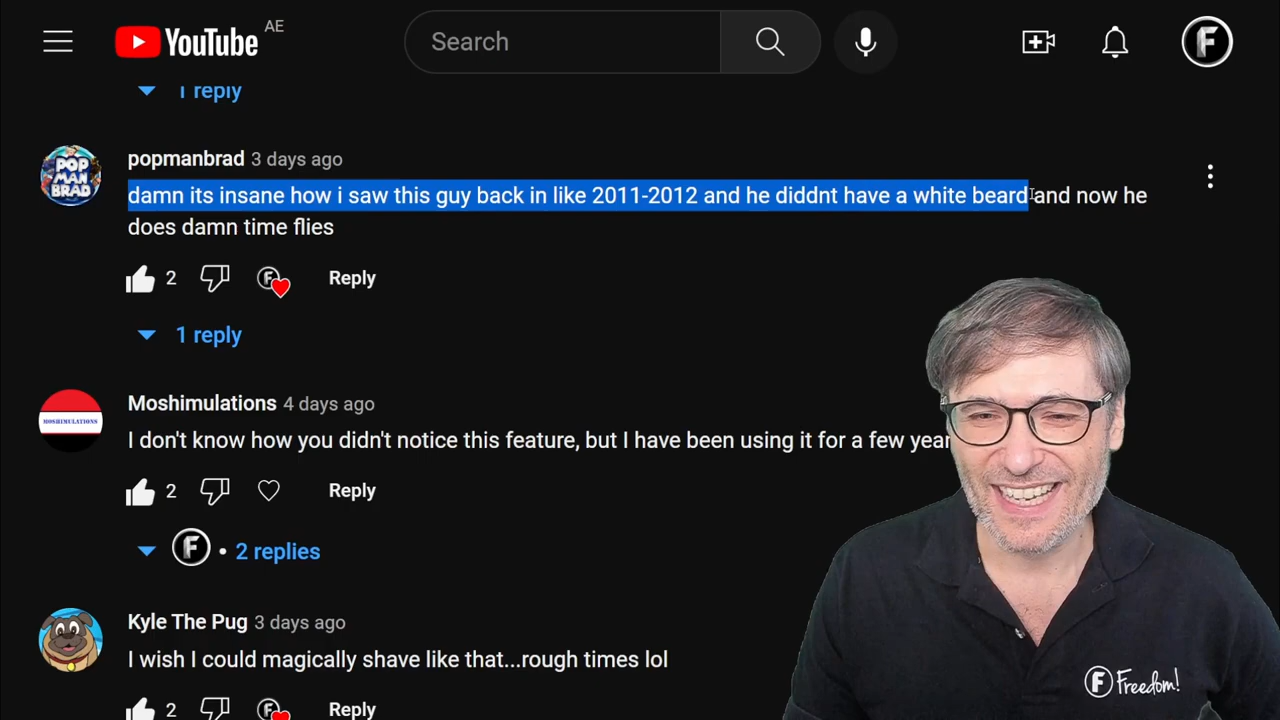 YouTube AE
Search
F
1 reply
POP MAN BRAD
popmanbrad 3 days ago
damn its insane how i saw this guy back in like 2011-2012 and he diddnt have a white beard and now he
does damn time flies
2 F Reply
1 reply
MOSHIMULATIONS
Moshimulations 4 days ago
I don't know how you didn't notice this feature, but I have been using it for a few year
2 Reply
F • 2 replies
Kyle The Pug 3 days ago
I wish I could magically shave like that...rough times lol
2 F Reply
F Freedom!